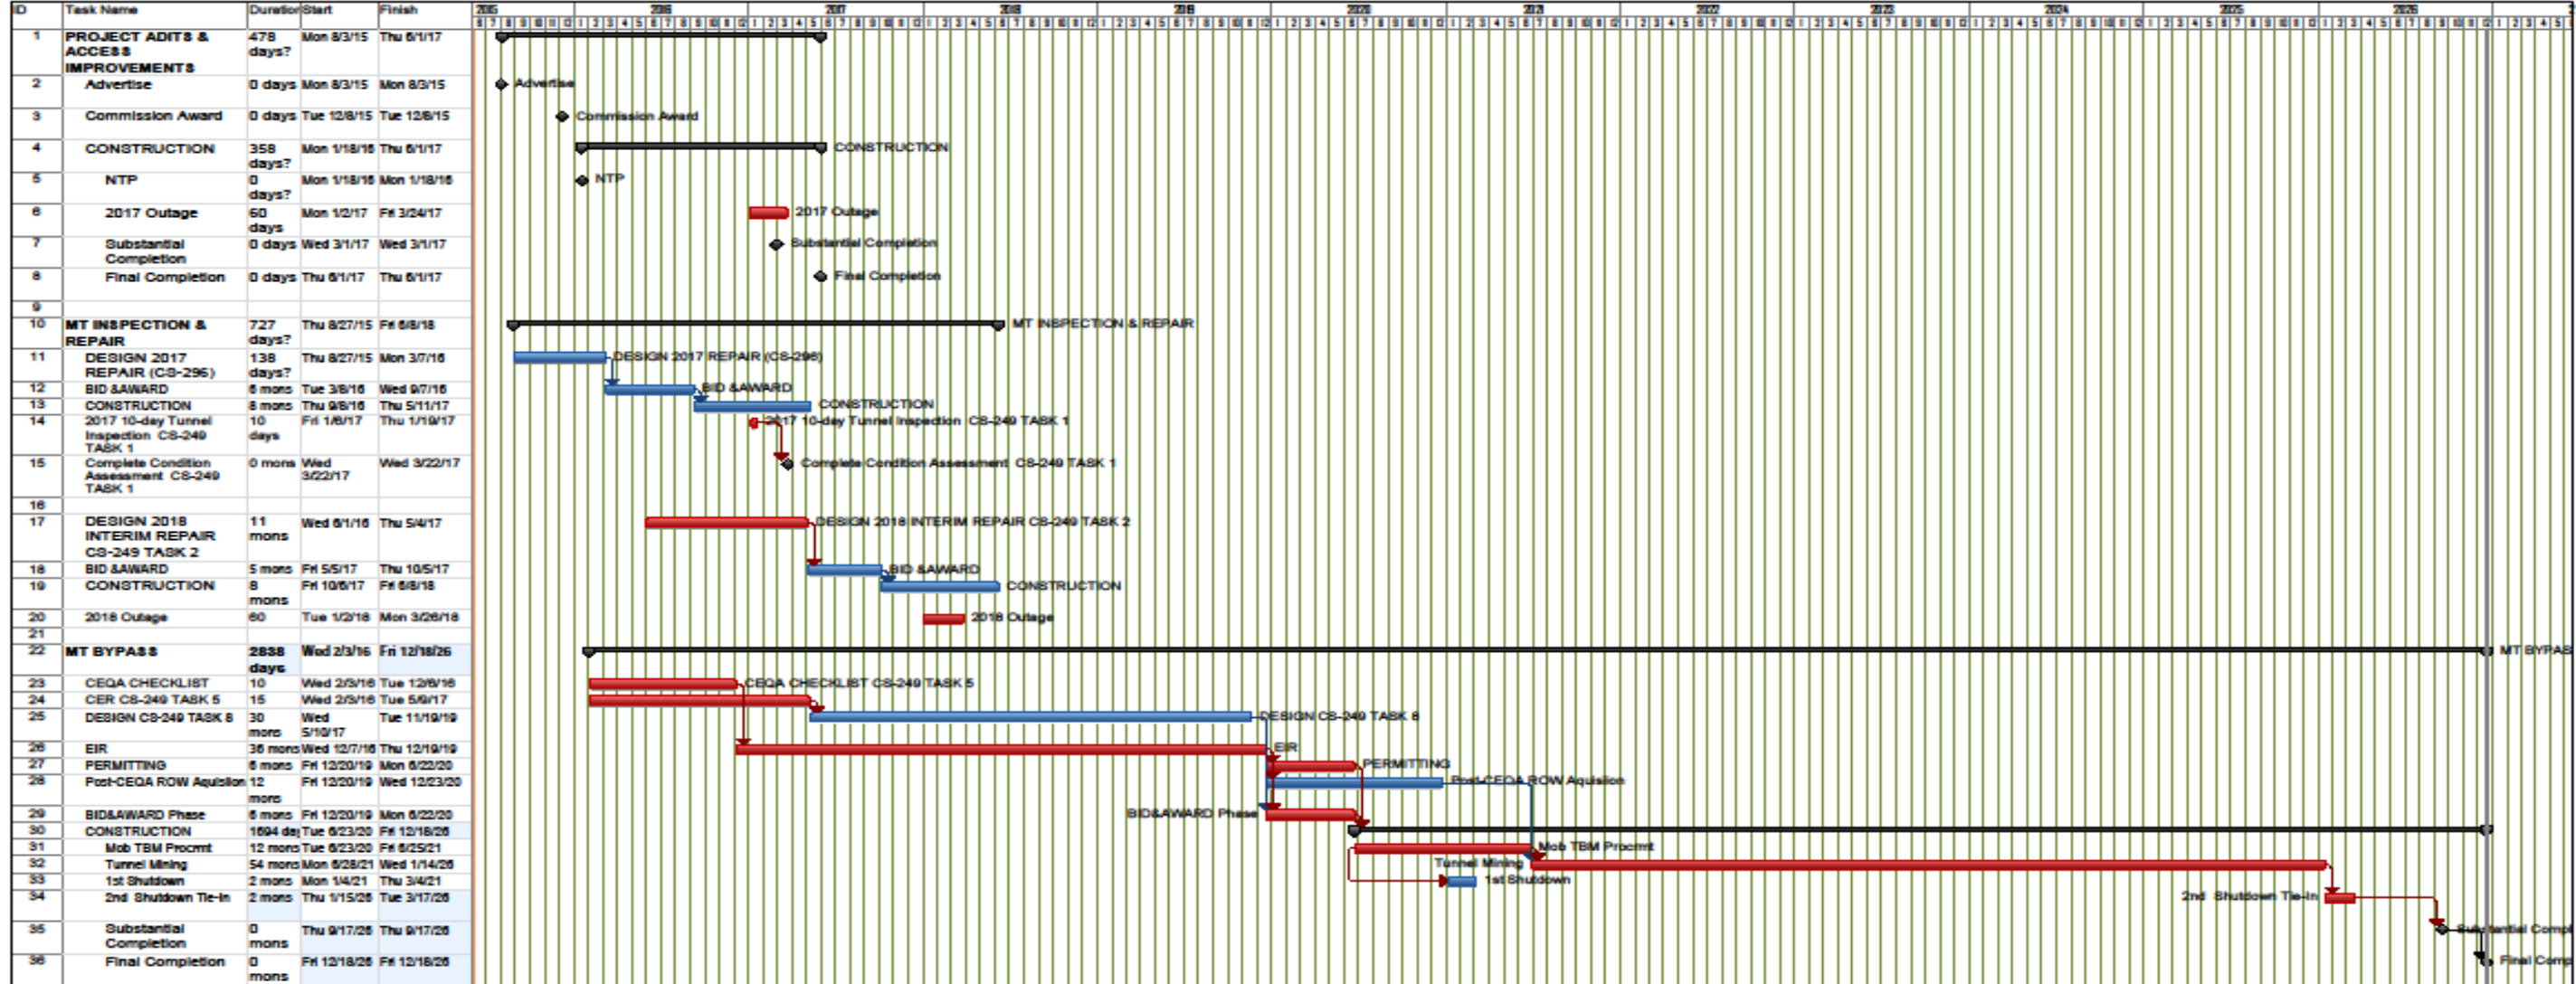 ID Task Name Duration Start Finish 2015 2016 2017 2018 2019 2020 2021 2022 2023 2024 2025 2026
1 PROJECT ADITS & 478 Mon 8/3/15 Thu 6/1/17
ACCESS days?
IMPROVEMENTS
2 Advertise 0 days Mon 8/3/15 Mon 8/3/15 Advertise
3 Commission Award 0 days Tue 12/8/15 Tue 12/8/15 Commission Award
4 CONSTRUCTION 358 Mon 1/18/16 Thu 6/1/17 CONSTRUCTION
days?
5 NTP 0 Mon 1/18/16 Mon 1/18/16 NTP
days?
6 2017 Outage 60 Mon 1/2/17 Fri 3/24/17 2017 Outage
days
7 Substantial 0 days Wed 3/1/17 Wed 3/1/17 Substantial Completion
Completion
8 Final Completion 0 days Thu 6/1/17 Thu 6/1/17 Final Completion
9
10 MT INSPECTION & 727 Thu 8/27/15 Fri 6/8/18 MT INSPECTION & REPAIR
REPAIR days?
11 DESIGN 2017 138 Thu 8/27/15 Mon 3/7/16 DESIGN 2017 REPAIR (CS-296)
REPAIR (CS-296) days?
12 BID &AWARD 6 mons Tue 3/8/16 Wed 9/7/16 BID &AWARD
13 CONSTRUCTION 8 mons Thu 9/8/16 Thu 5/11/17 CONSTRUCTION
14 2017 10-day Tunnel 10 Fri 1/6/17 Thu 1/19/17 2017 10-day Tunnel Inspection CS-249 TASK 1
Inspection CS-249 days
TASK 1
15 Complete Condition 0 mons Wed Wed 3/22/17 Complete Condition Assessment CS-249 TASK 1
Assessment CS-249 3/22/17
TASK 1
16
17 DESIGN 2018 11 Wed 6/1/16 Thu 5/4/17 DESIGN 2018 INTERIM REPAIR CS-249 TASK 2
INTERIM REPAIR mons
CS-249 TASK 2
18 BID &AWARD 5 mons Fri 5/5/17 Thu 10/5/17 BID &AWARD
19 CONSTRUCTION 8 Fri 10/6/17 Fri 6/8/18 CONSTRUCTION
mons
20 2018 Outage 60 Tue 1/2/18 Mon 3/26/18 2018 Outage
21
22 MT BYPASS 2838 Wed 2/3/16 Fri 12/18/26 MT BYPAS
days
23 CEQA CHECKLIST 10 Wed 2/3/16 Tue 12/6/16 CEQA CHECKLIST CS-249 TASK 5
24 CER CS-249 TASK 5 15 Wed 2/3/16 Tue 5/9/17
25 DESIGN CS-249 TASK 8 30 Wed Tue 11/19/19 DESIGN CS-249 TASK 8
mons 5/10/17
26 EIR 36 mons Wed 12/7/16 Thu 12/19/19 EIR
27 PERMITTING 6 mons Fri 12/20/19 Mon 6/22/20 PERMITTING
28 Post-CEQA ROW Aquistion 12 Fri 12/20/19 Wed 12/23/20 Post-CEQA ROW Aquistion
mons
29 BID&AWARD Phase 6 mons Fri 12/20/19 Mon 6/22/20 BID&AWARD Phase
30 CONSTRUCTION 1694 day Tue 6/23/20 Fri 12/18/26
31 Mob TBM Procrmt 12 mons Tue 6/23/20 Fri 6/25/21 Mob TBM Procrmt
32 Tunnel Mining 54 mons Mon 6/28/21 Wed 1/14/26 Tunnel Mining
33 1st Shutdown 2 mons Mon 1/4/21 Thu 3/4/21 1st Shutdown
34 2nd Shutdown Tie-In 2 mons Thu 1/15/26 Tue 3/17/26 2nd Shutdown Tie-In
35 Substantial 0 Thu 9/17/26 Thu 9/17/26 Substantial Compl
Completion mons
36 Final Completion 0 Fri 12/18/26 Fri 12/18/26 Final Comp
mons